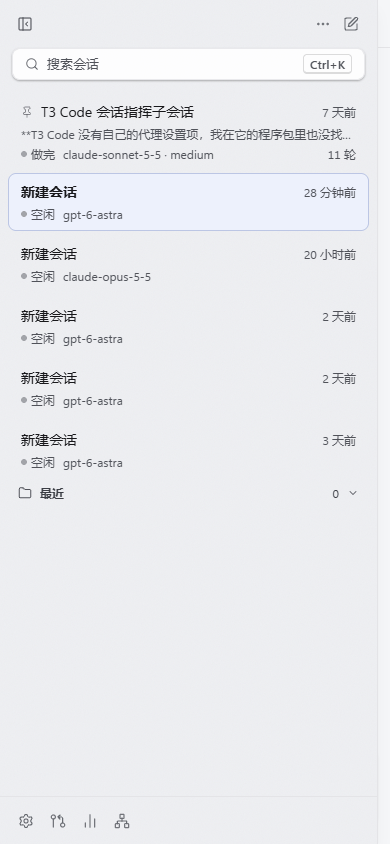 搜索会话 Ctrl+K
T3 Code 会话指挥子会话 7 天前
**T3 Code 没有自己的代理设置项，我在它的程序包里也没找...
做完 claude-sonnet-5-5 · medium 11 轮
新建会话 28 分钟前
空闲 gpt-6-astra
新建会话 20 小时前
空闲 claude-opus-5-5
新建会话 2 天前
空闲 gpt-6-astra
新建会话 2 天前
空闲 gpt-6-astra
新建会话 3 天前
空闲 gpt-6-astra
最近 0